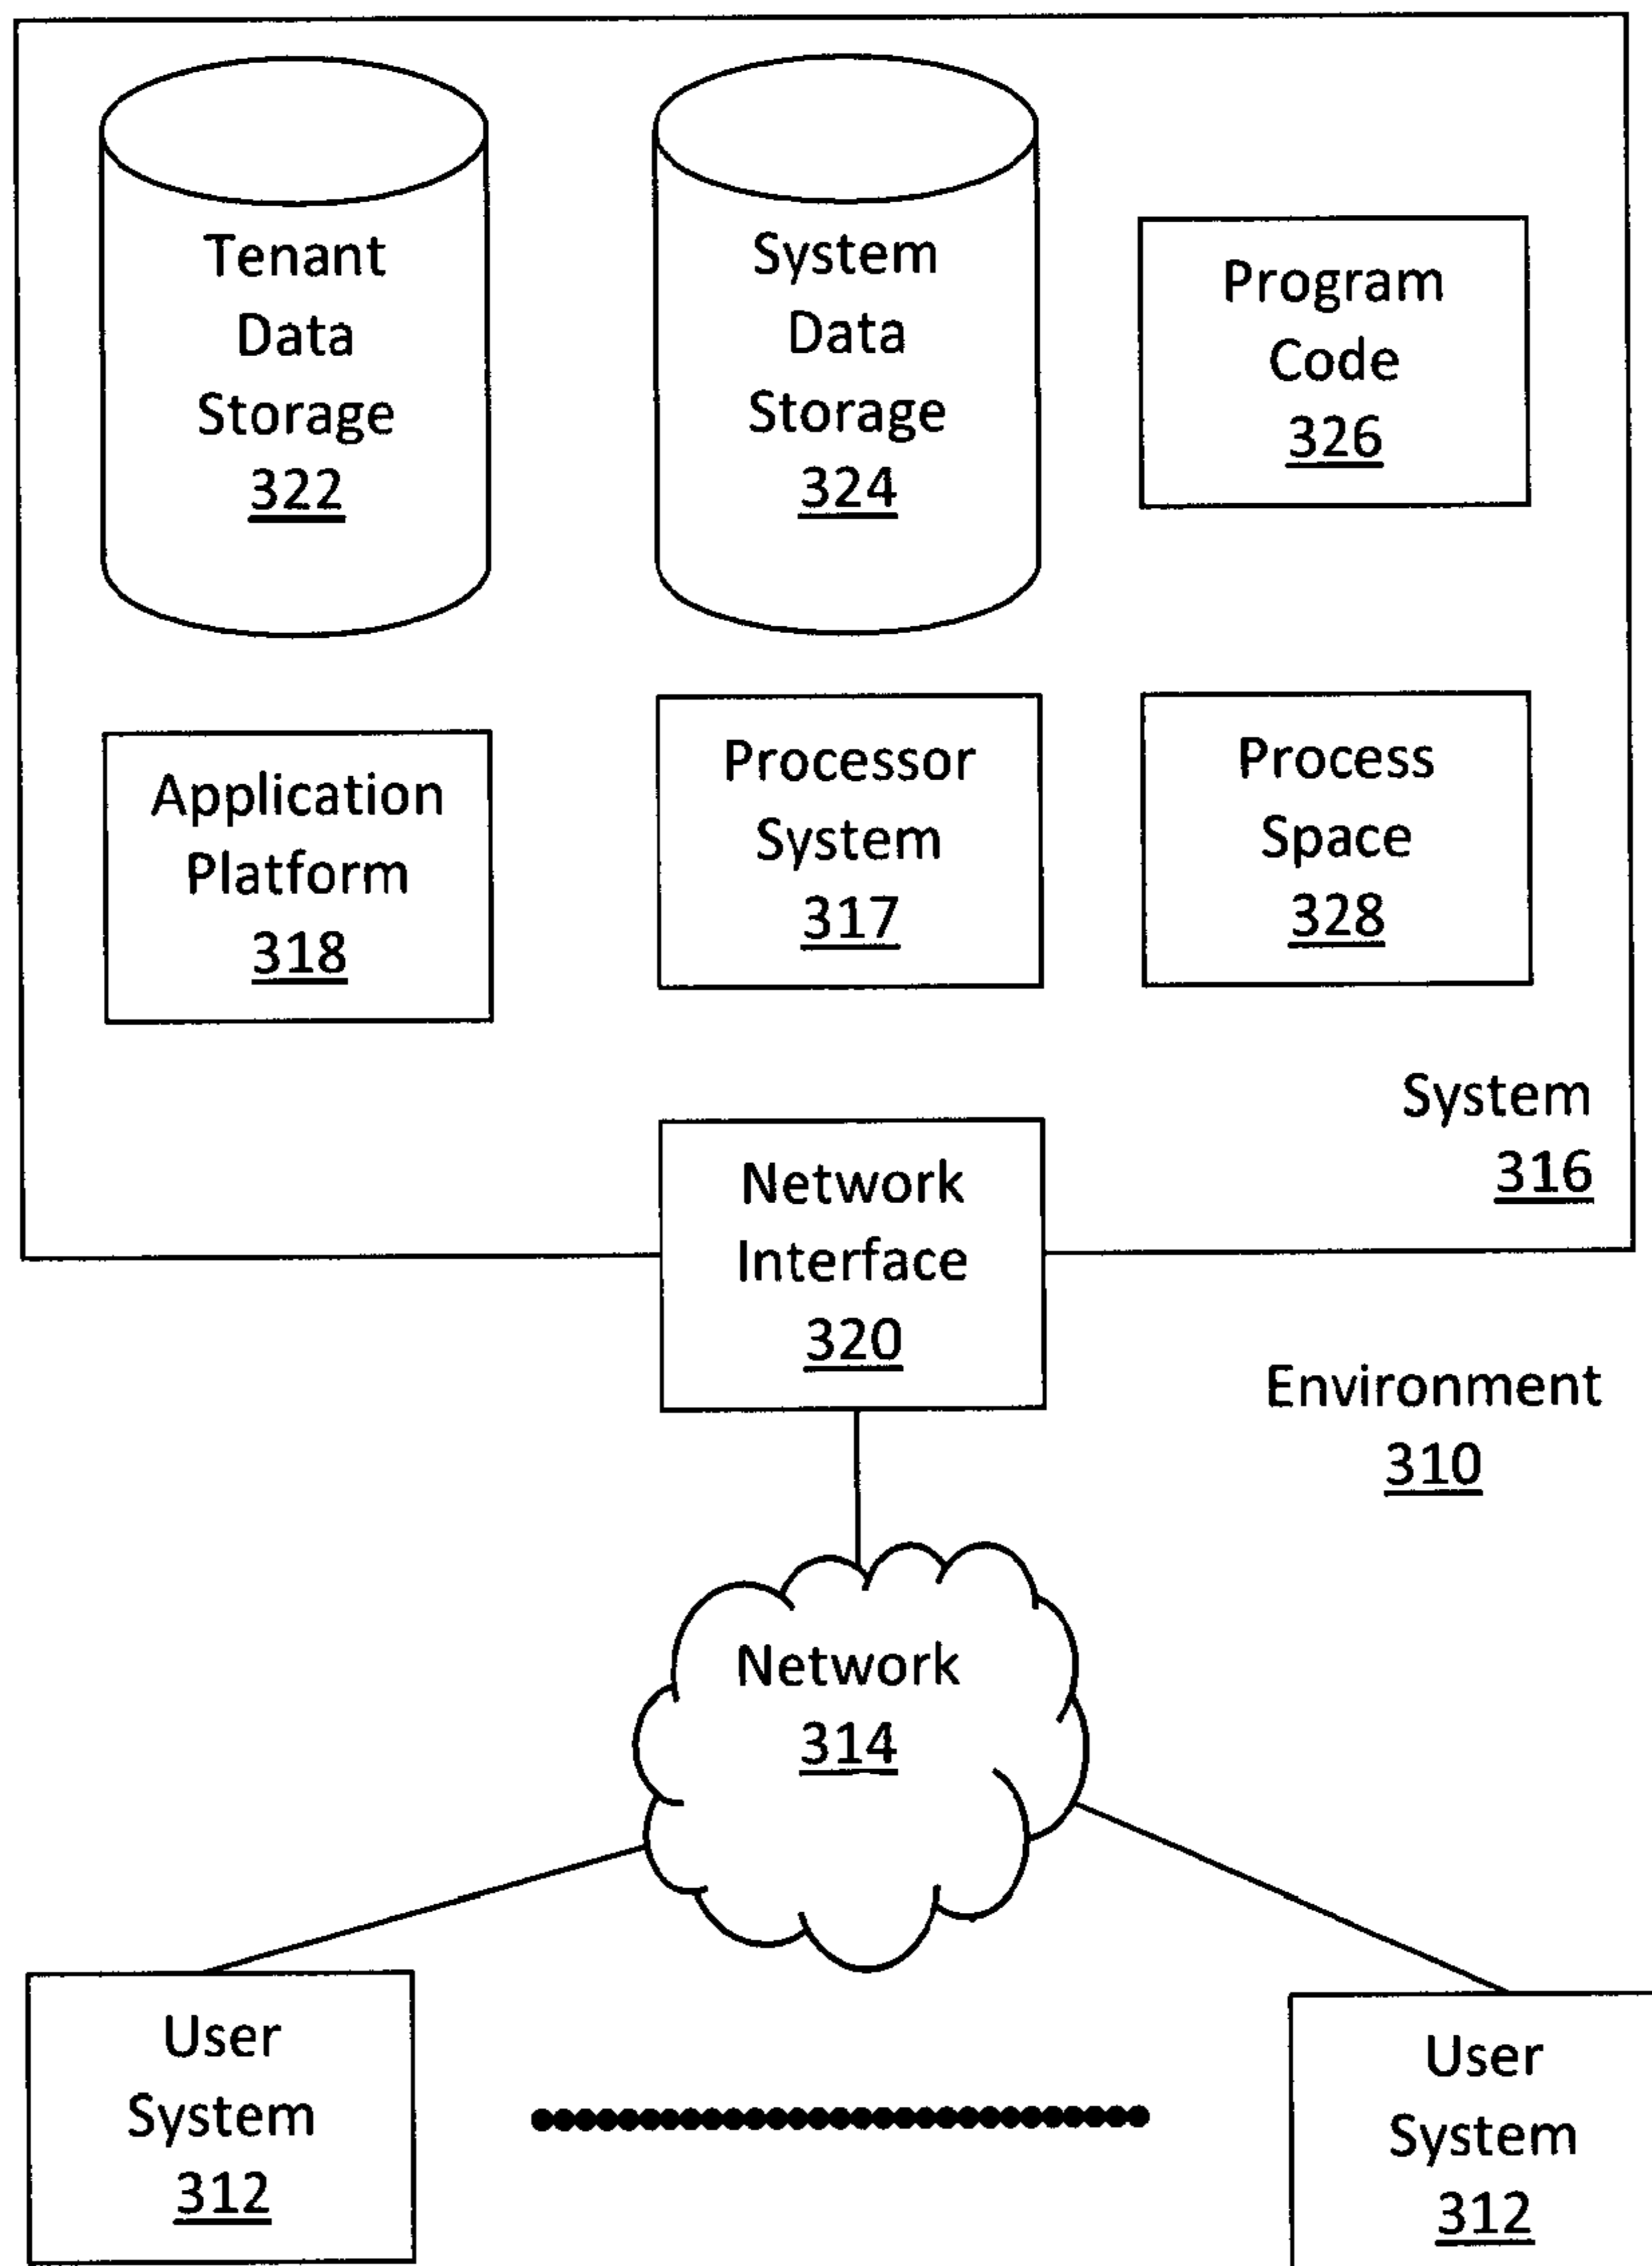 Tenant
Data
Storage
322
System
Data
Storage
324
Program
Code
326
Application
Platform
318
Processor
System
317
Process
Space
328
System
316
Network
Interface
320
Environment
310
Network
314
User
System
312
User
System
312